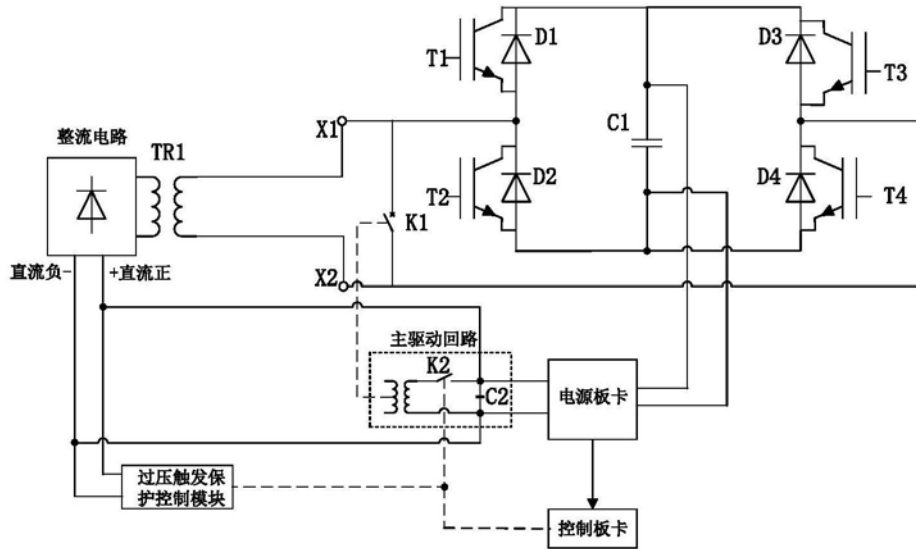 T1
D1
D3
T3
C1
X1
整流电路
TR1
T2
D2
D4
T4
K1
直流负-
+直流正
X2
主驱动回路
K2
C2
电源板卡
过压触发保
护控制模块
控制板卡